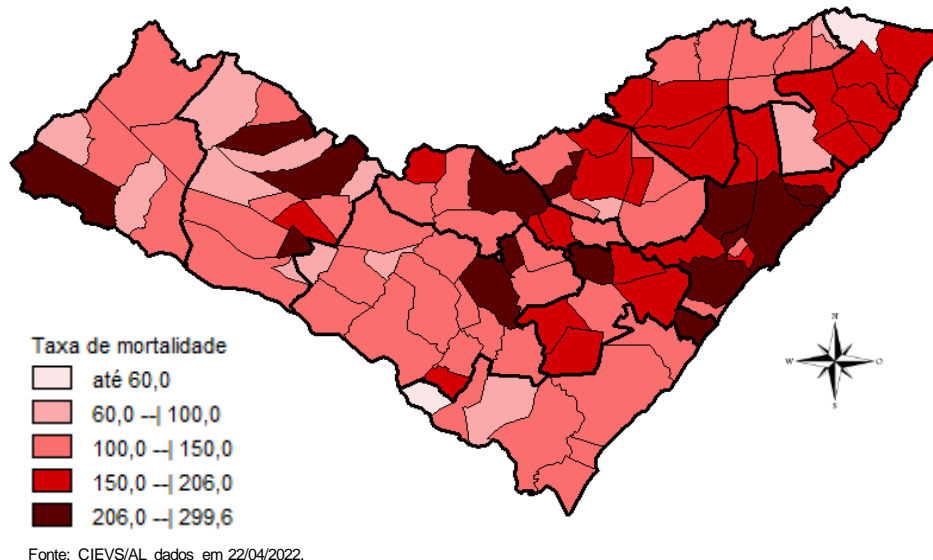 N
W
O
S
Taxa de mortalidade
até 60,0
60,0 --| 100,0
100,0 --| 150,0
150,0 --| 206,0
206,0 --| 299,6
Fonte: CIEVS/AL dados em 22/04/2022.